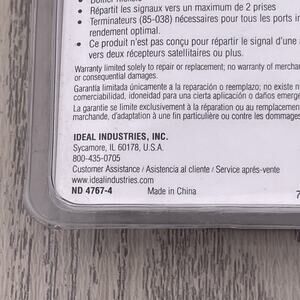 • Répartit les signaux vers un maximum de 2 prises
• Terminateurs (85-038) nécessaires pour tous les ports in
rendement optimal.
• Ce produit n'est pas conçu pour répartir le signal d'une
vers deux récepteurs satellitaires ou plus.
Warranty limited solely to repair or replacement; no warranty of mercha
or consequential damages.
Garantía limitada únicamente a la reparación o reemplazo; no existe
comerciabilidad, idoneidad para una cierta aplicación o daños emerge
La garantie se limite exclusivement à la réparation ou au remplacemen
marchande, d'adaptation à une fin particulière ou contre les dommages
IDEAL INDUSTRIES, INC.
Sycamore, IL 60178, U.S.A.
800-435-0705
Customer Assistance / Asistencia al cliente / Service après-vente
www.idealindustries.com
ND 4767-4 Made in China 7